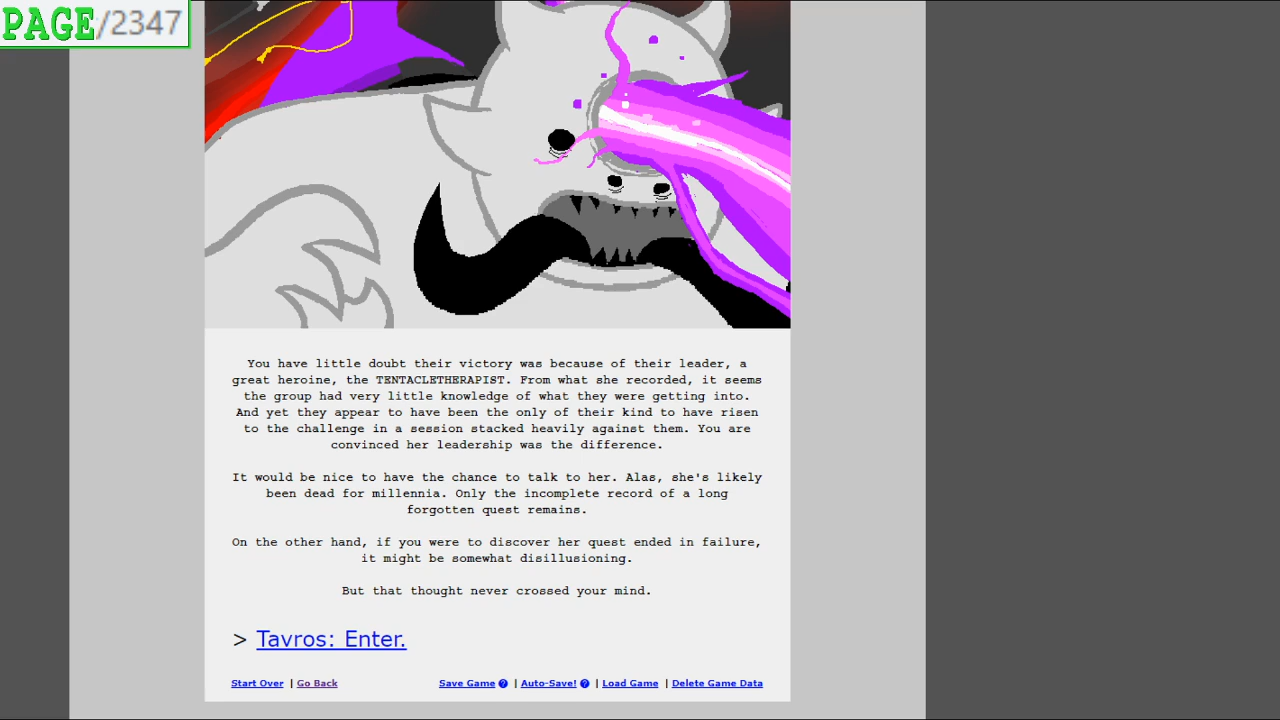 PAGE/2347
You have little doubt their victory was because of their leader, a
great heroine, the TENTACLETHERAPIST. From what she recorded, it seems
the group had very little knowledge of what they were getting into.
And yet they appear to have been the only of their kind to have risen
to the challenge in a session stacked heavily against them. You are
convinced her leadership was the difference.
It would be nice to have the chance to talk to her. Alas, she's likely
been dead for millennia. Only the incomplete record of a long
forgotten quest remains.
On the other hand, if you were to discover her quest ended in failure,
it might be somewhat disillusioning.
But that thought never crossed your mind.
> Tavros: Enter.
Start Over | Go Back Save Game ? | Auto-Save! ? | Load Game | Delete Game Data